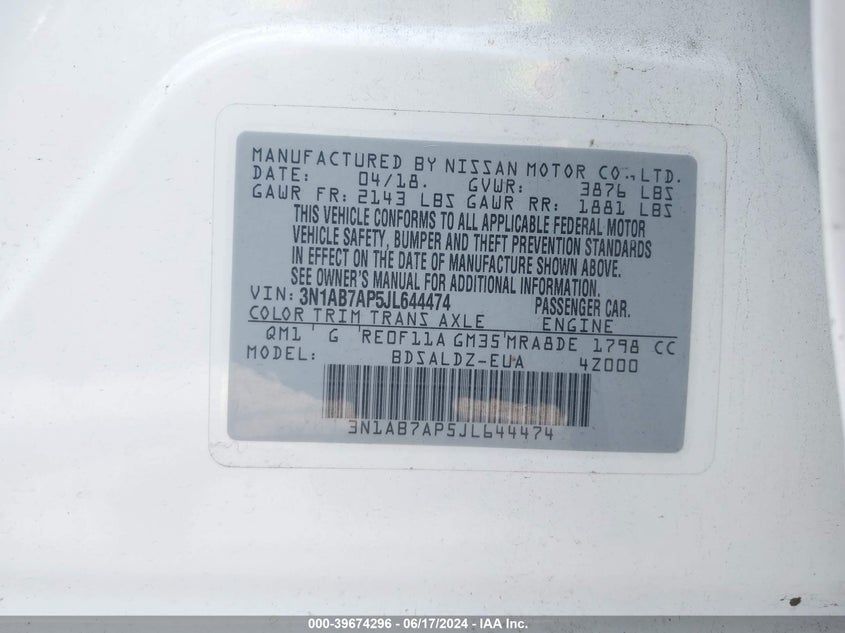 MANUFACTURED BY NISSAN MOTOR CO., LTD.
DATE: 04/18. GVWR: 3876 LBS
GAWR FR: 2143 LBS GAWR RR: 1881 LBS
THIS VEHICLE CONFORMS TO ALL APPLICABLE FEDERAL MOTOR
VEHICLE SAFETY, BUMPER AND THEFT PREVENTION STANDARDS
IN EFFECT ON THE DATE OF MANUFACTURE SHOWN ABOVE.
SEE OWNER'S MANUAL FOR ADDITIONAL INFORMATION.
VIN: 3N1AB7AP5JL644474 PASSENGER CAR.
COLOR TRIM TRANS AXLE ENGINE
QM1 G RE0F11A GM35 MRA8DE 1798 CC
MODEL: BDSALDZ-EUA 4Z000
3N1AB7AP5JL644474
000-39674296 - 06/17/2024 - IAA Inc.